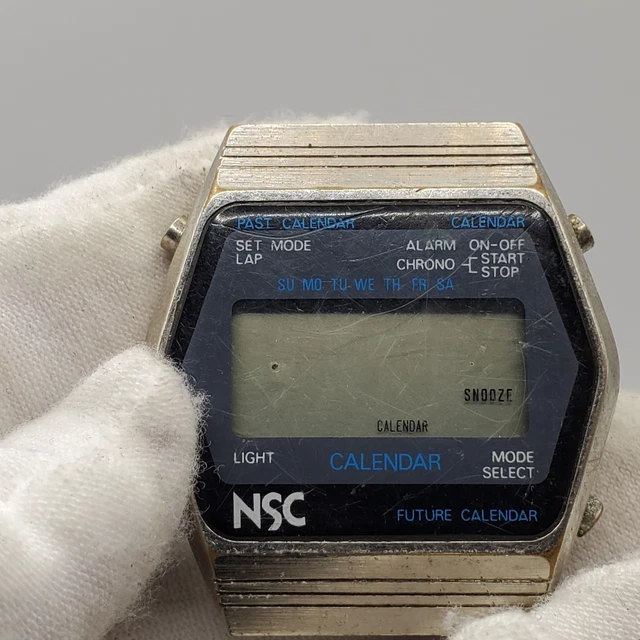 PAST CALENDAR CALENDAR
SET MODE ALARM ON-OFF
LAP CHRONO START
STOP
SU MO TU WE TH FR SA
SNOOZE
CALENDAR
LIGHT CALENDAR MODE
SELECT
NSC
FUTURE CALENDAR